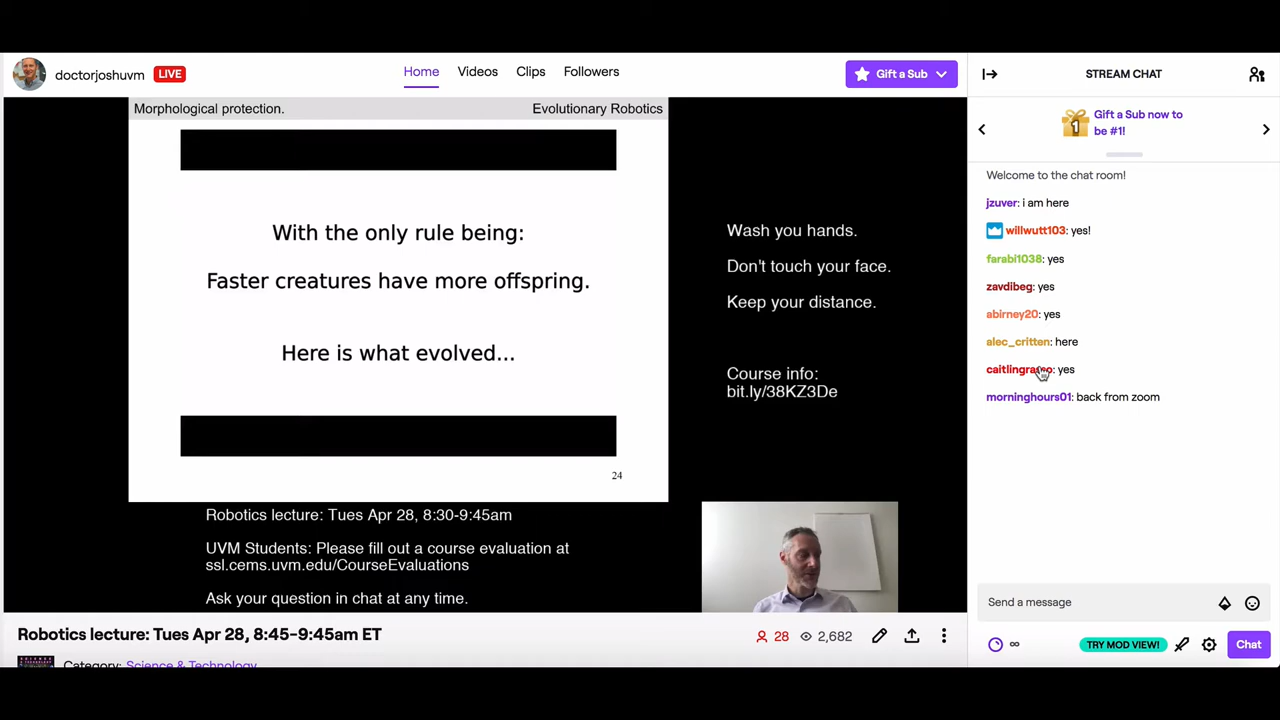 doctorjoshuvm LIVE
Home Videos Clips Followers
Gift a Sub
STREAM CHAT
Morphological protection. Evolutionary Robotics
With the only rule being:
Faster creatures have more offspring.
Here is what evolved...
24
Wash you hands.
Don't touch your face.
Keep your distance.
Course info:
bit.ly/38KZ3De
Robotics lecture: Tues Apr 28, 8:30-9:45am
UVM Students: Please fill out a course evaluation at
ssl.cems.uvm.edu/CourseEvaluations
Ask your question in chat at any time.
Robotics lecture: Tues Apr 28, 8:45-9:45am ET
28 2,682
Category: Science & Technology
1
Gift a Sub now to
be #1!
Welcome to the chat room!
jzuver: i am here
willwutt103: yes!
farabi1038: yes
zavdibeg: yes
abirney20: yes
alec_critten: here
yes
morninghours01: back from zoom
Send a message
∞ TRY MOD VIEW! Chat